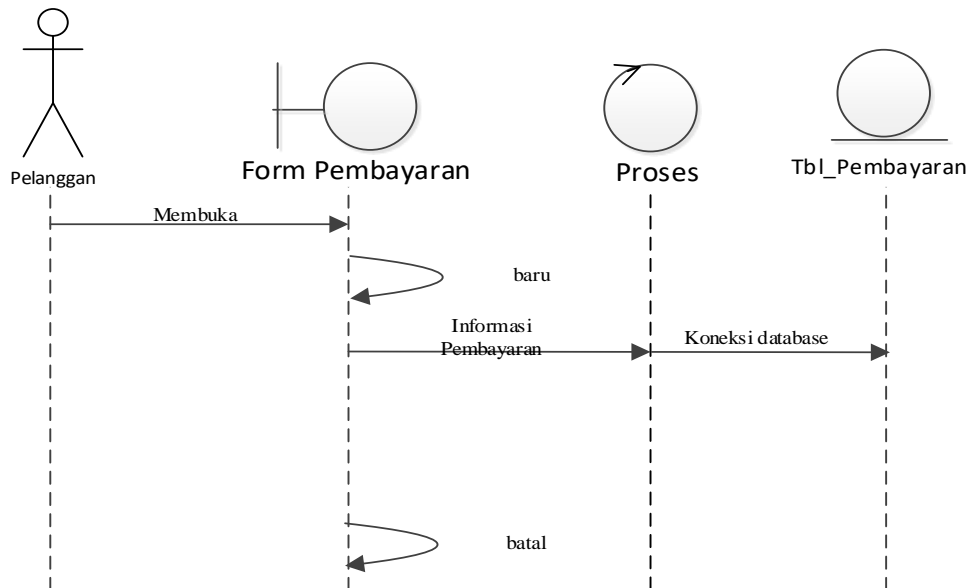 Pelanggan
Form Pembayaran
Proses
Tbl_Pembayaran
Membuka
baru
Informasi
Pembayaran
Koneksi database
batal